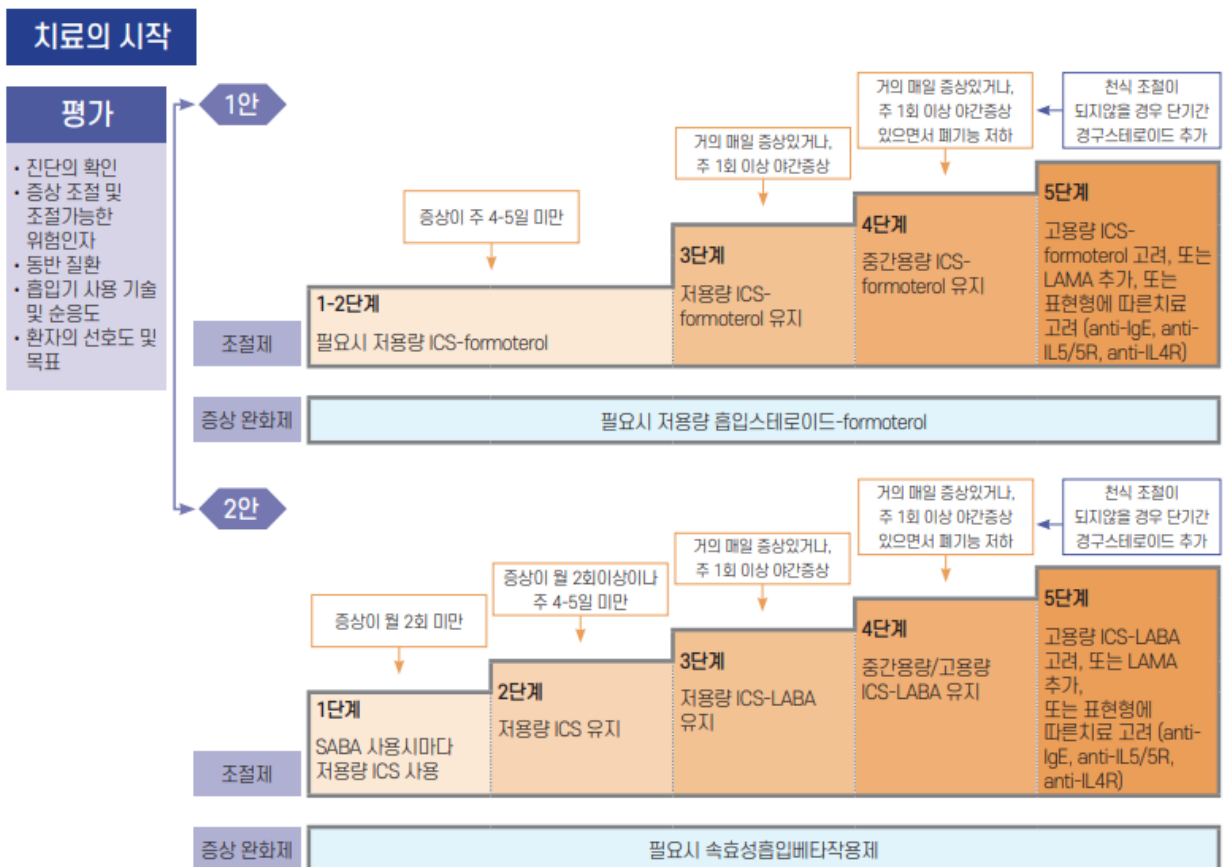 치료의 시작
평가
• 진단의 확인
• 증상 조절 및
조절가능한
위험인자
• 동반 질환
• 흡입기 사용 기술
및 순응도
• 환자의 선호도 및
목표
1안
증상이 주 4-5일 미만
거의 매일 증상있거나,
주 1회 이상 야간증상
거의 매일 증상있거나,
주 1회 이상 야간증상
있으면서 폐기능 저하
천식 조절이
되지않을 경우 단기간
경구스테로이드 추가
조절제
1-2단계
필요시 저용량 ICS-formoterol
3단계
저용량 ICS-
formoterol 유지
4단계
중간용량 ICS-
formoterol 유지
5단계
고용량 ICS-
formoterol 고려, 또는
LAMA 추가, 또는
표현형에 따른치료
고려 (anti-IgE, anti-
IL5/5R, anti-IL4R)
증상 완화제
필요시 저용량 흡입스테로이드-formoterol
2안
증상이 월 2회 미만
증상이 월 2회이상이나
주 4-5일 미만
거의 매일 증상있거나,
주 1회 이상 야간증상
거의 매일 증상있거나,
주 1회 이상 야간증상
있으면서 폐기능 저하
천식 조절이
되지않을 경우 단기간
경구스테로이드 추가
조절제
1단계
SABA 사용시마다
저용량 ICS 사용
2단계
저용량 ICS 유지
3단계
저용량 ICS-LABA
유지
4단계
중간용량/고용량
ICS-LABA 유지
5단계
고용량 ICS-LABA
고려, 또는 LAMA
추가,
또는 표현형에
따른치료 고려 (anti-
IgE, anti-IL5/5R,
anti-IL4R)
증상 완화제
필요시 속효성흡입베타작용제